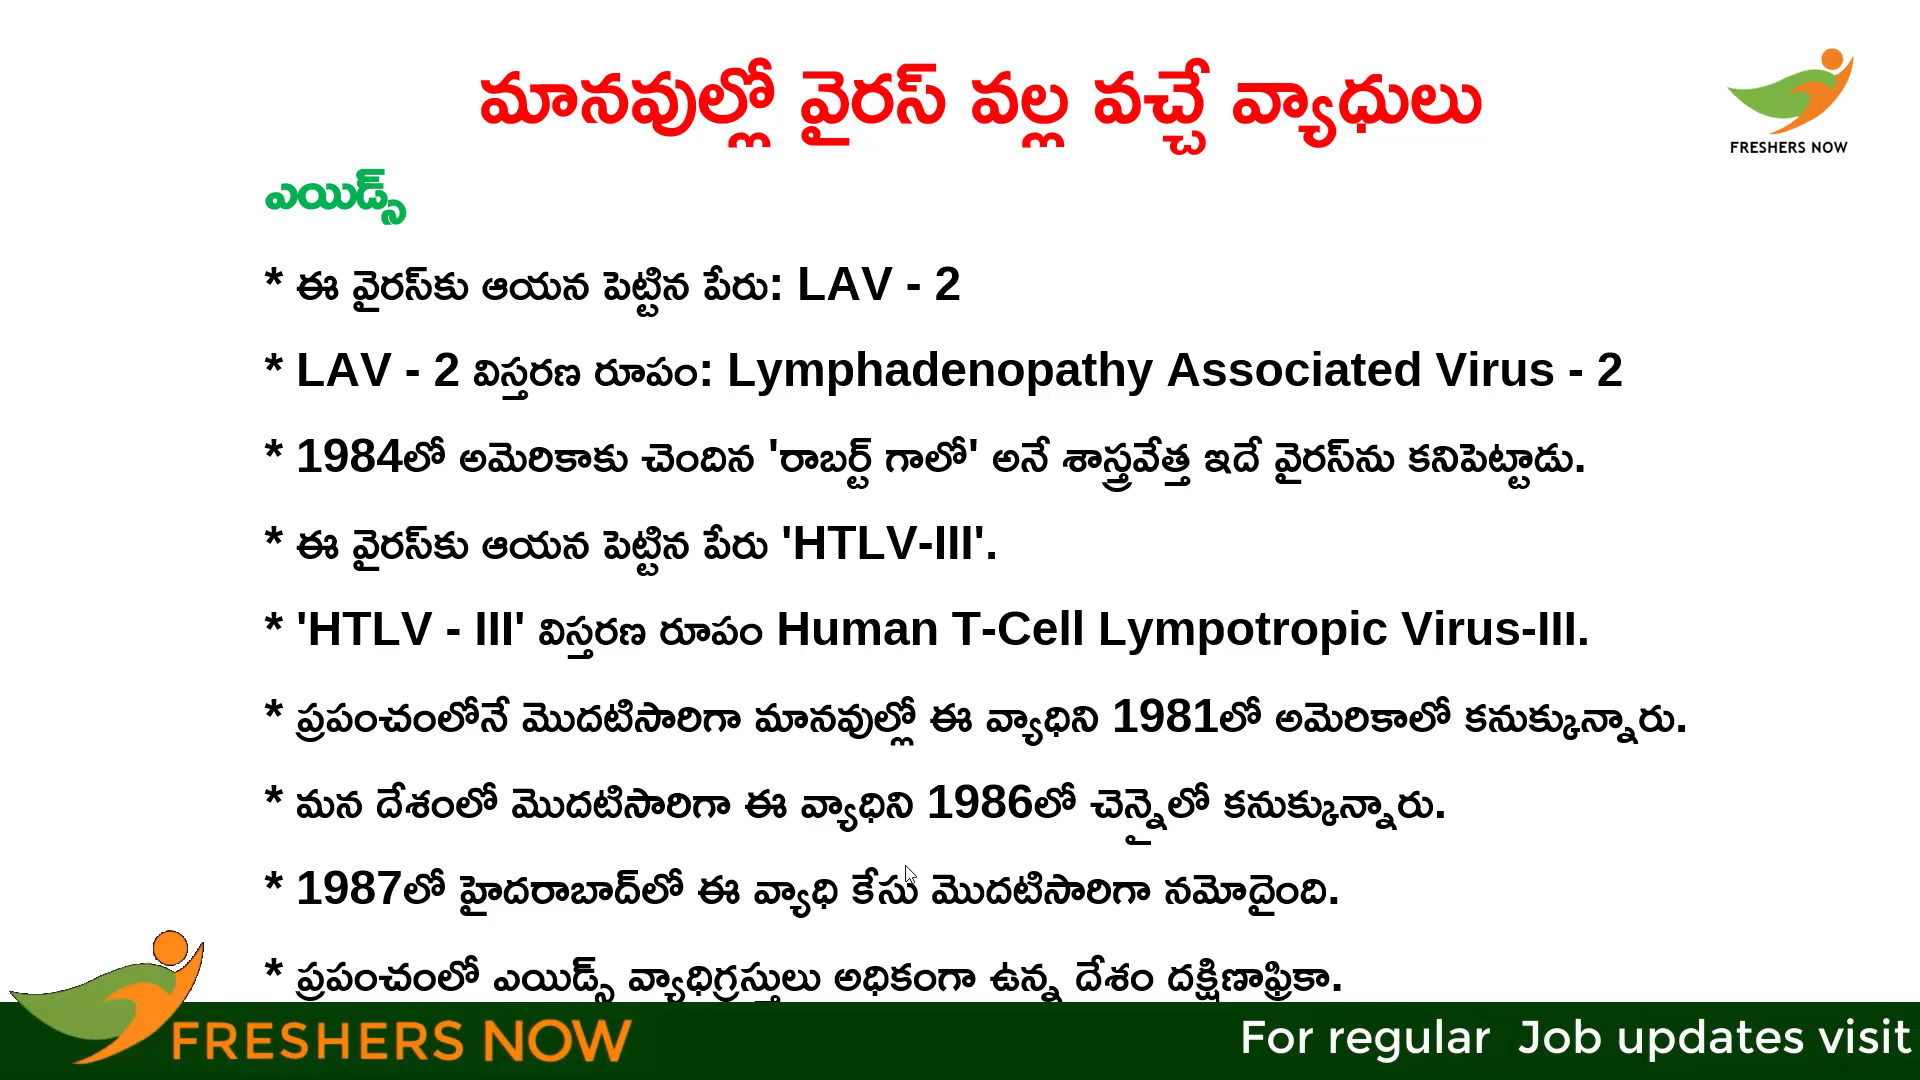 మానవుల్లో వైరస్ వల్ల వచ్చే వ్యాధులు
FRESHERS NOW
ఎయిడ్స్
* ఈ వైరస్‌కు ఆయన పెట్టిన పేరు: LAV - 2
* LAV - 2 విస్తరణ రూపం: Lymphadenopathy Associated Virus - 2
* 1984లో అమెరికాకు చెందిన 'రాబర్ట్ గాలో' అనే శాస్త్రవేత్త ఇదే వైరస్‌ను కనిపెట్టాడు.
* ఈ వైరస్‌కు ఆయన పెట్టిన పేరు 'HTLV-III'.
* 'HTLV - III' విస్తరణ రూపం Human T-Cell Lympotropic Virus-III.
* ప్రపంచంలోనే మొదటిసారిగా మానవుల్లో ఈ వ్యాధిని 1981లో అమెరికాలో కనుక్కున్నారు.
* మన దేశంలో మొదటిసారిగా ఈ వ్యాధిని 1986లో చెన్నైలో కనుక్కున్నారు.
* 1987లో హైదరాబాద్‌లో ఈ వ్యాధి కేసు మొదటిసారిగా నమోదైంది.
* ప్రపంచంలో ఎయిడ్స్ వ్యాధిగ్రస్తులు అధికంగా ఉన్న దేశం దక్షిణాఫ్రికా.
FRESHERS NOW
For regular Job updates visit